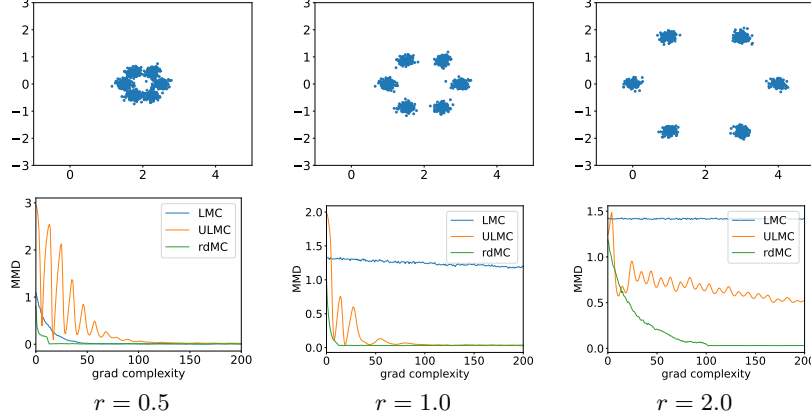 3
2
1
0
−1
−2
−3
0 2 4
3
2
1
0
−1
−2
−3
0 2 4
3
2
1
0
−1
−2
−3
0 2 4
3
2
1
0
MMD
LMC
ULMC
rdMC
0 50 100 150 200
grad complexity
r = 0.5
2.0
1.5
1.0
0.5
0.0
MMD
LMC
ULMC
rdMC
0 50 100 150 200
grad complexity
r = 1.0
1.5
1.0
0.5
0.0
MMD
LMC
ULMC
rdMC
0 50 100 150 200
grad complexity
r = 2.0